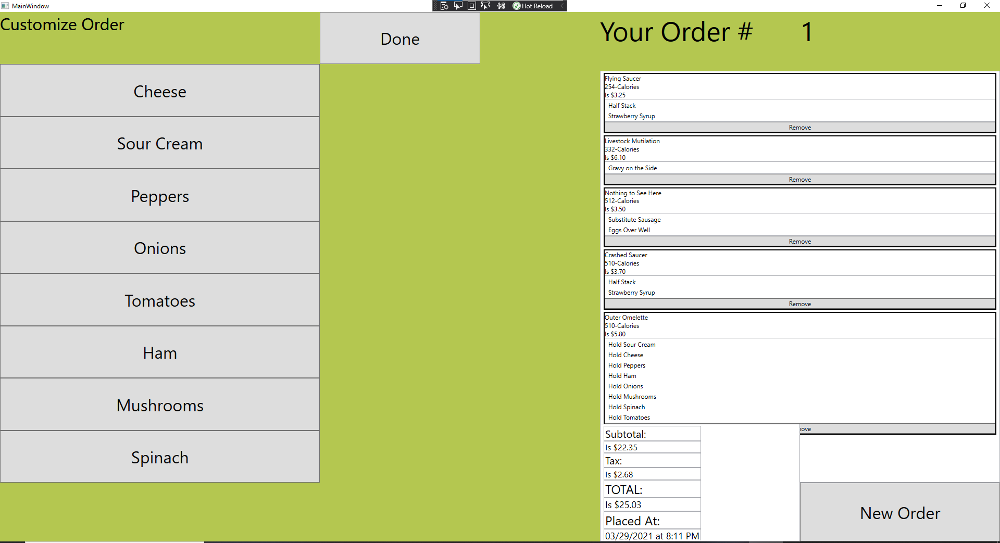 MainWindow
Hot Reload
Customize Order
Done
Cheese
Sour Cream
Peppers
Onions
Tomatoes
Ham
Mushrooms
Spinach
Your Order # 1
Flying Saucer
254-Calories
Is $3.25
Half Stack
Strawberry Syrup
Remove
Livestock Mutilation
332-Calories
Is $6.10
Gravy on the Side
Remove
Nothing to See Here
512-Calories
Is $3.50
Substitute Sausage
Eggs Over Well
Remove
Crashed Saucer
510-Calories
Is $3.70
Half Stack
Strawberry Syrup
Remove
Outer Omelette
510-Calories
Is $5.80
Hold Sour Cream
Hold Cheese
Hold Peppers
Hold Ham
Hold Onions
Hold Mushrooms
Hold Spinach
Hold Tomatoes
ove
Subtotal:
Is $22.35
Tax:
Is $2.68
TOTAL:
Is $25.03
Placed At:
03/29/2021 at 8:11 PM
New Order